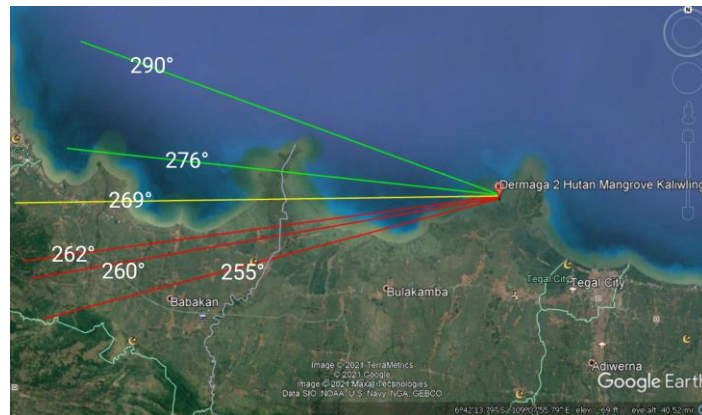 N
290°
276°
Dermaga 2 Hutan Mangrove Kaliwlingi
269°
262°
260°
255°
Tegal City
Tegal City
Babakan
Bulakamba
Adiwerna
Image © 2021 TerraMetrics
© 2021 Google
Image © 2021 Maxar Technologies
Data SIO, NOAA, U.S. Navy, NGA, GEBCO
Google Earth